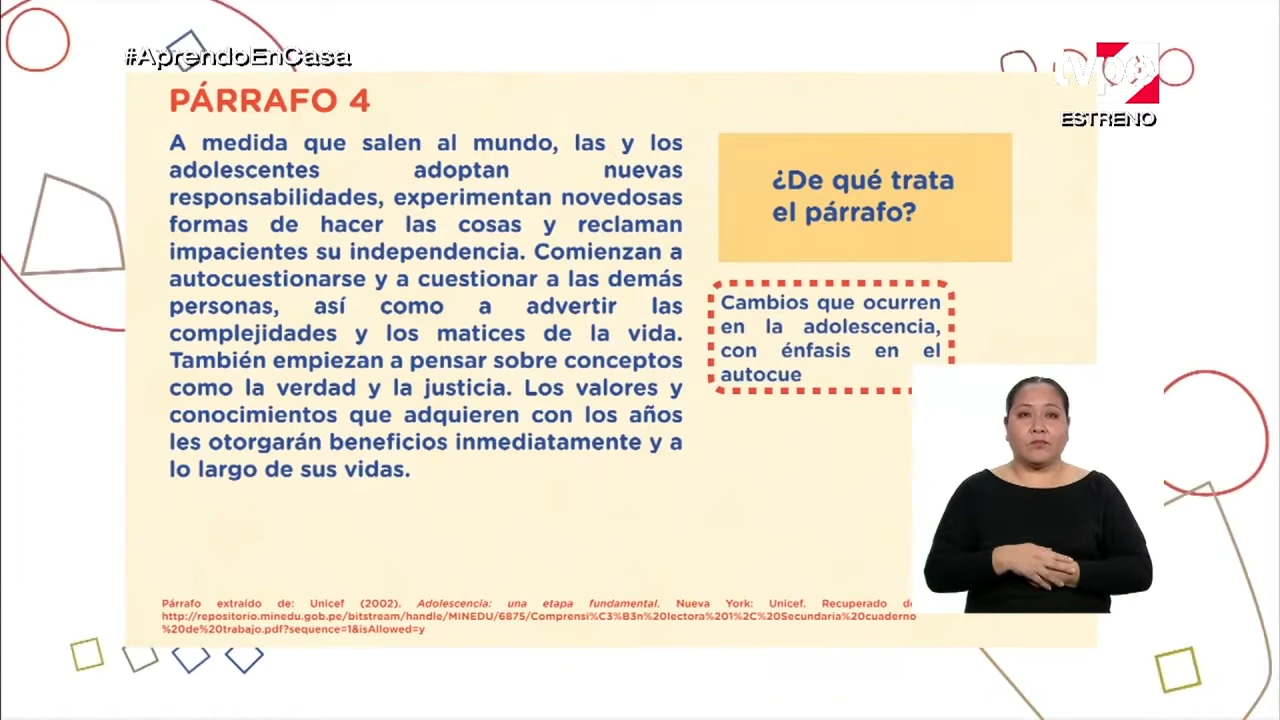 #AprendoEnCasa
tvpe
ESTRENO
PÁRRAFO 4
A medida que salen al mundo, las y los
adolescentes adoptan nuevas
responsabilidades, experimentan novedosas
formas de hacer las cosas y reclaman
impacientes su independencia. Comienzan a
autocuestionarse y a cuestionar a las demás
personas, así como a advertir las
complejidades y los matices de la vida.
También empiezan a pensar sobre conceptos
como la verdad y la justicia. Los valores y
conocimientos que adquieren con los años
les otorgarán beneficios inmediatamente y a
lo largo de sus vidas.
¿De qué trata
el párrafo?
Cambios que ocurren
en la adolescencia,
con énfasis en el
autocue
Párrafo extraído de: Unicef (2002). Adolescencia: una etapa fundamental. Nueva York: Unicef. Recuperado de
http://repositorio.minedu.gob.pe/bitstream/handle/MINEDU/6875/Comprensi%C3%B3n%20lectora%201%2C%20Secundaria%20cuaderno
%20de%20trabajo.pdf?sequence=1&isAllowed=y